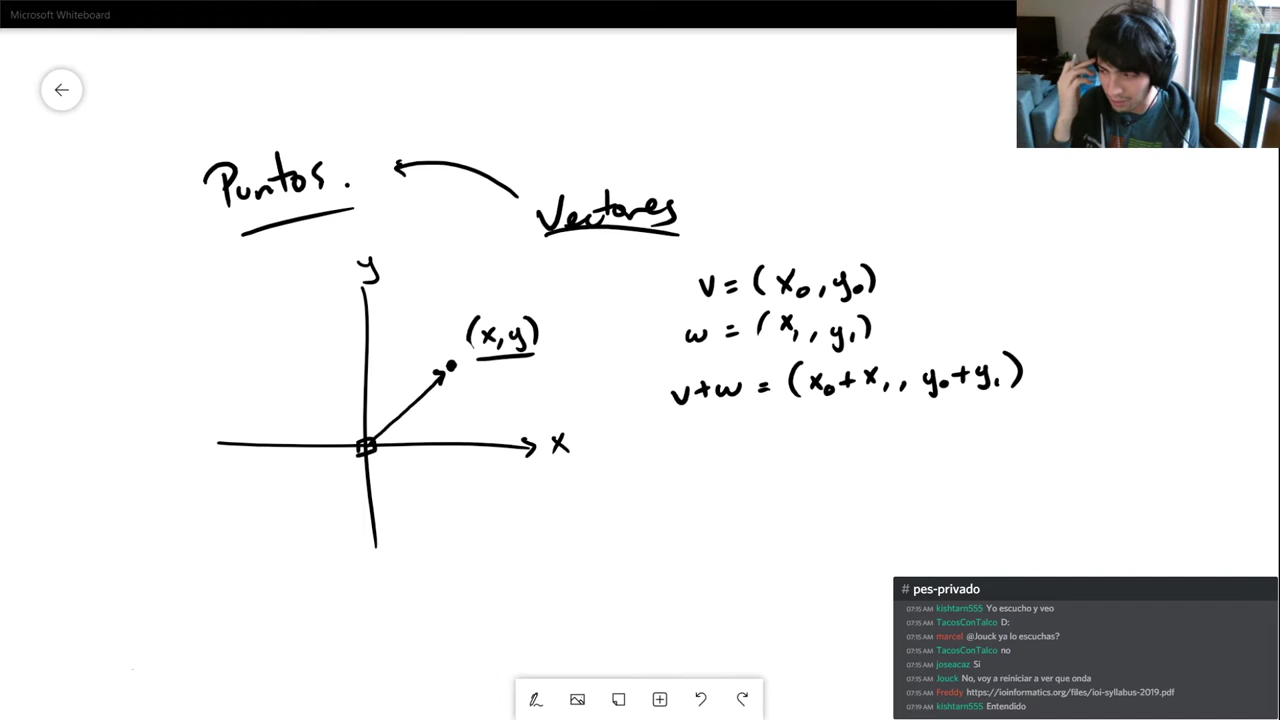 Microsoft Whiteboard
Puntos.
Vectores
y
(x, y)
x
v = (x₀, y₀)
w = (x₁, y₁)
v+w = (x₀+x₁, y₀+y₁)
# pes-privado
07:15 AM kishtarn555 Yo escucho y veo
07:15 AM TacosConTalco D:
07:15 AM marcel @Jouck ya lo escuchas?
07:15 AM TacosConTalco no
07:15 AM joseacaz Si
07:15 AM Jouck No, voy a reiniciar a ver que onda
07:15 AM Freddy https://ioinformatics.org/files/ioi-syllabus-2019.pdf
07:19 AM kishtarn555 Entendido